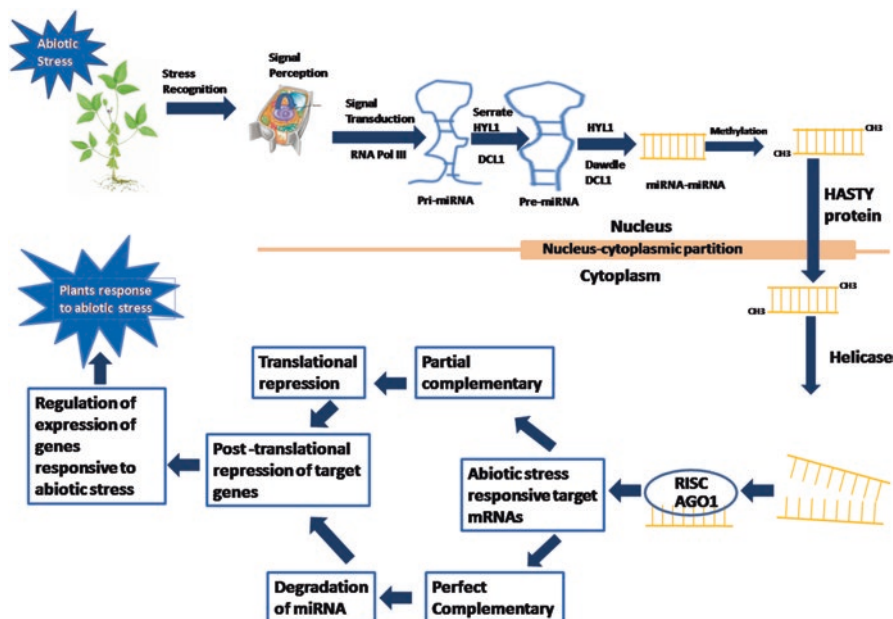 Abiotic
Stress
Stress
Recognition
Signal
Perception
Signal
Transduction
RNA Pol III
Pri-miRNA
Serrate
HYL1
DCL1
Pre-miRNA
HYL1
Dawdle
DCL1
miRNA-miRNA
Methylation
CH3
CH3
HASTY
protein
Nucleus
Nucleus-cytoplasmic partition
Cytoplasm
CH3
CH3
Helicase
RISC
AGO1
Abiotic stress
responsive target
mRNAs
Partial
complementary
Translational
repression
Perfect
Complementary
Degradation
of miRNA
Post -translational
repression of target
genes
Regulation of
expression of
genes
responsive to
abiotic stress
Plants response
to abiotic stress